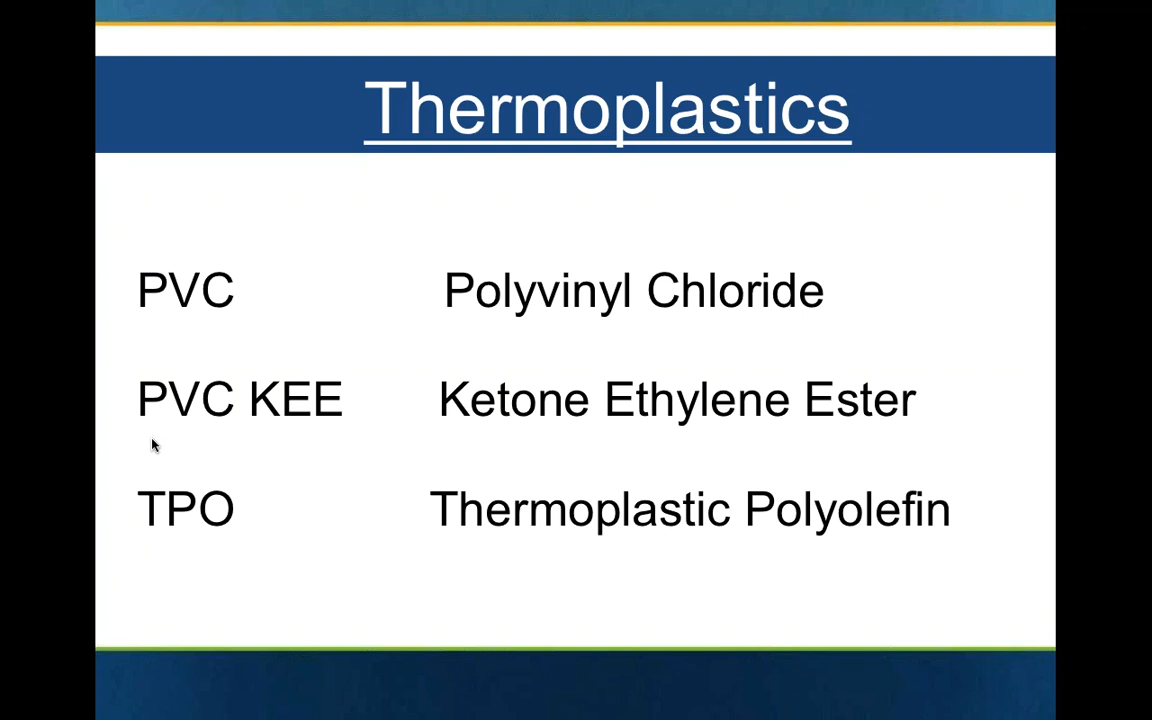 Thermoplastics
PVC Polyvinyl Chloride
PVC KEE Ketone Ethylene Ester
TPO Thermoplastic Polyolefin